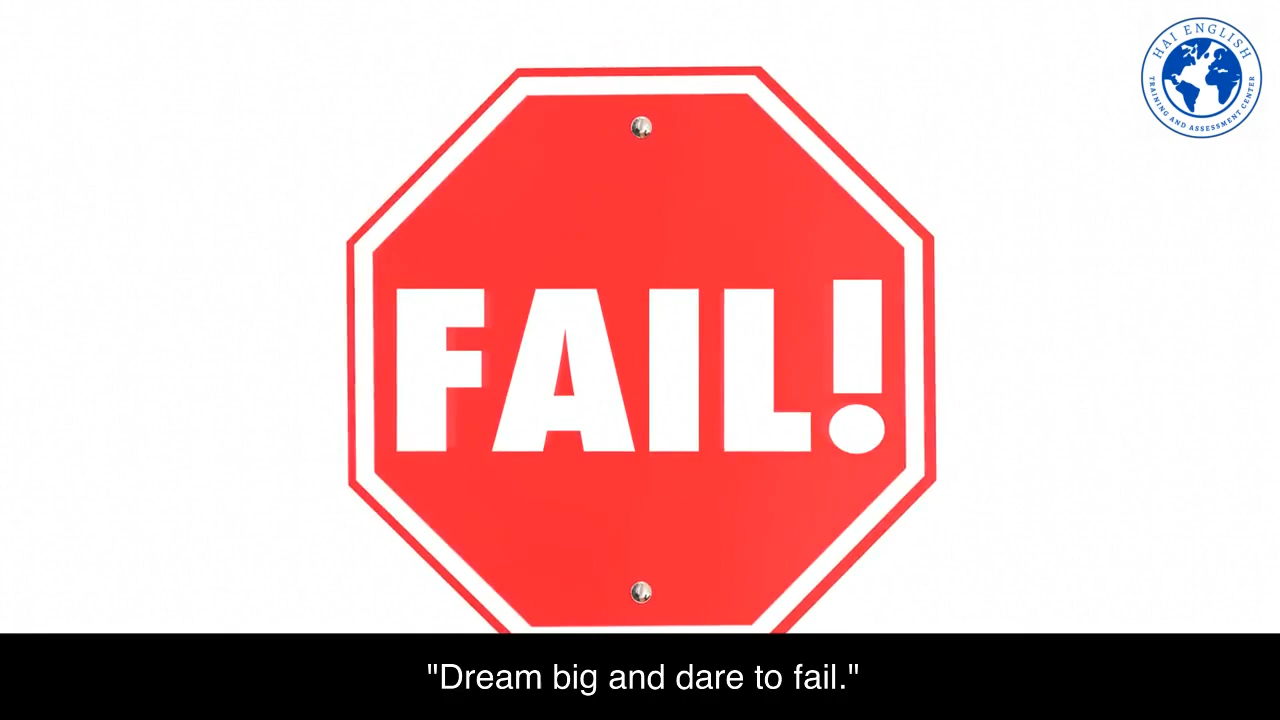 HAI ENGLISH
TRAINING AND ASSESSMENT CENTER
FAIL!
"Dream big and dare to fail."